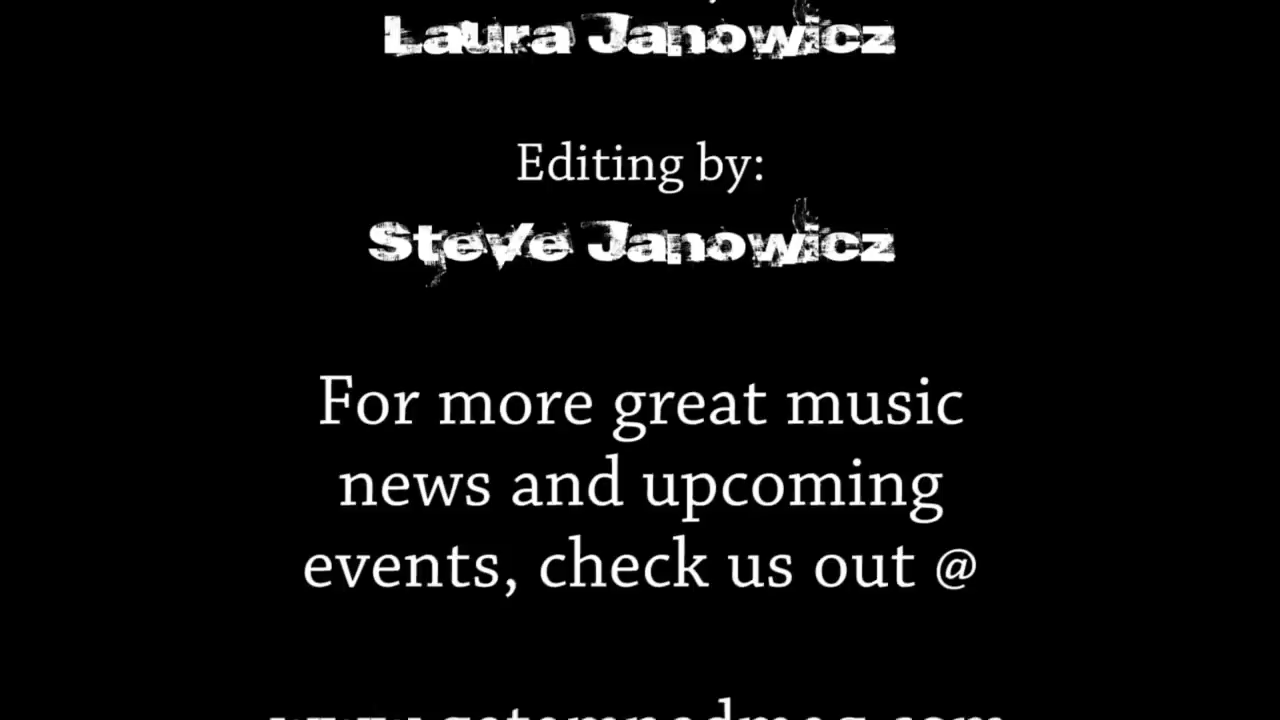 Laura Janowicz
Editing by:
Steve Janowicz
For more great music
news and upcoming
events, check us out @